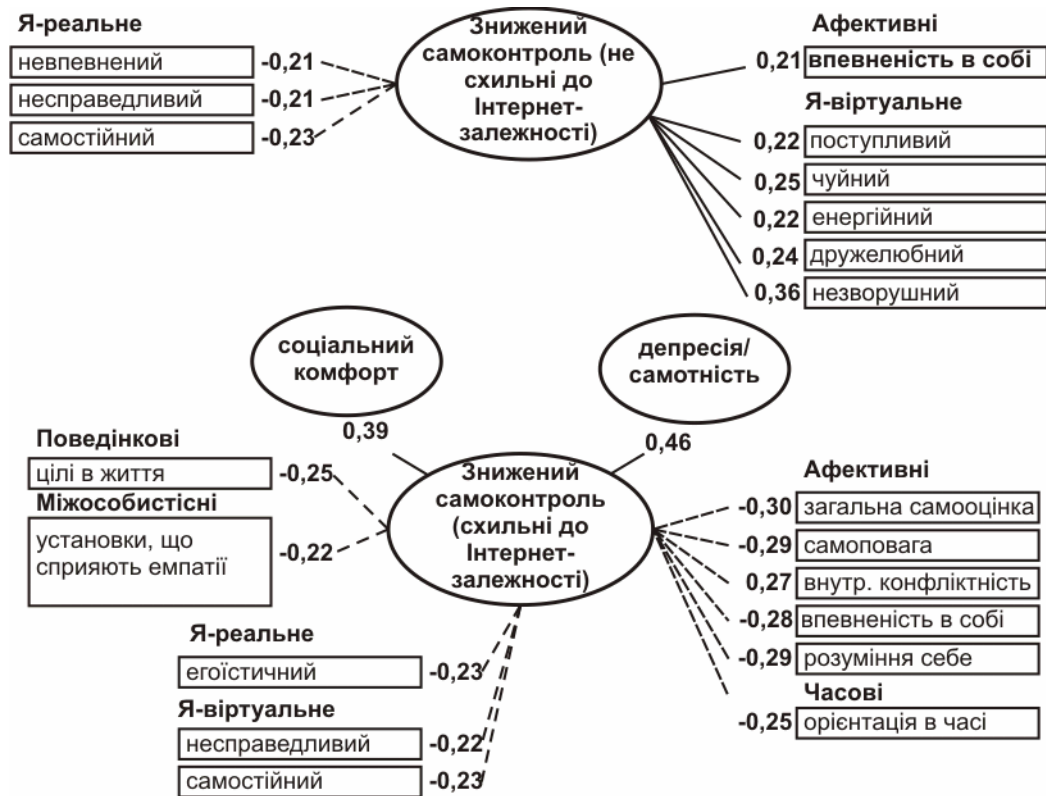 Я-реальне
невпевнений -0,21
несправедливий -0,21
самостійний -0,23
Знижений
самоконтроль (не
схильні до
Інтернет-
залежності)
Афективні
0,21 впевненість в собі
Я-віртуальне
0,22 поступливий
0,25 чуйний
0,22 енергійний
0,24 дружелюбний
0,36 незворушний
соціальний
комфорт
0,39
депресія/
самотність
0,46
Поведінкові
цілі в життя -0,25
Міжособистісні
установки, що
сприяють емпатії
-0,22
Знижений
самоконтроль
(схильні до
Інтернет-
залежності)
Афективні
-0,30 загальна самооцінка
-0,29 самоповага
0,27 внутр. конфліктність
-0,28 впевненість в собі
-0,29 розуміння себе
Часові
-0,25 орієнтація в часі
Я-реальне
егоїстичний -0,23
Я-віртуальне
несправедливий -0,22
самостійний -0,23